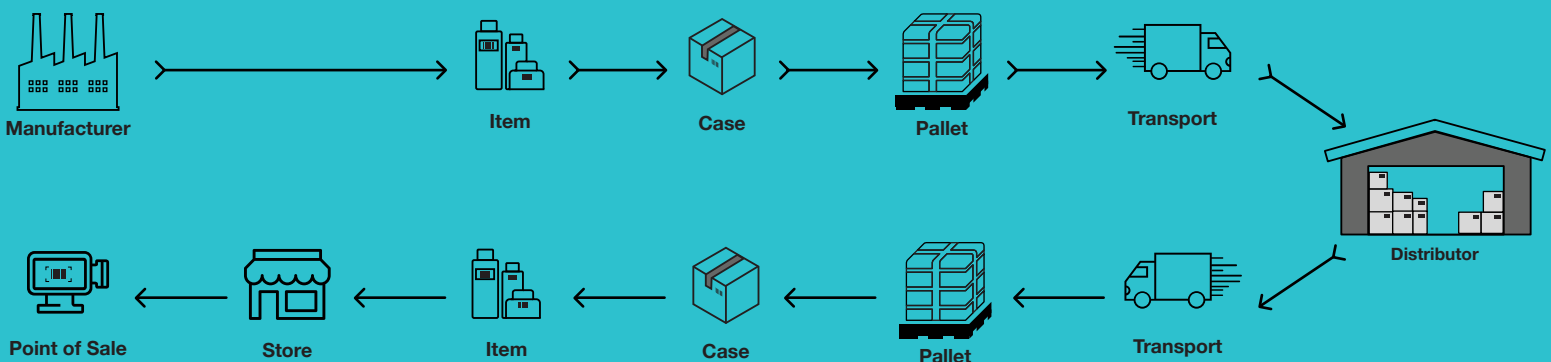 Manufacturer
Item
Case
Pallet
Transport
Distributor
Point of Sale
Store
Item
Case
Pallet
Transport